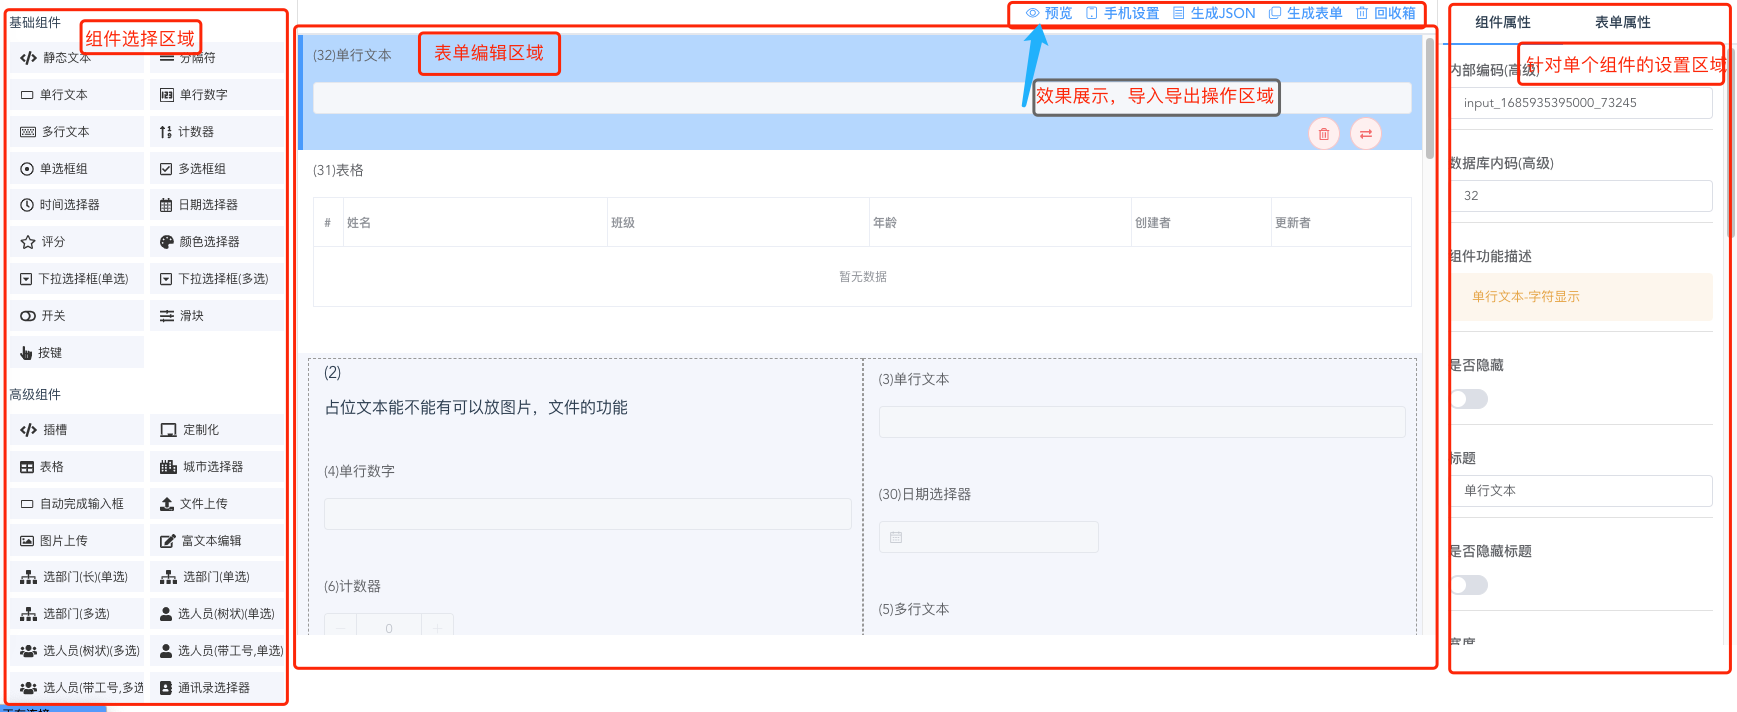 基础组件
组件选择区域
静态文本
分隔符
单行文本
单行数字
多行文本
计数器
单选框组
多选框组
时间选择器
日期选择器
评分
颜色选择器
下拉选择框(单选)
下拉选择框(多选)
开关
滑块
按键
高级组件
插槽
定制化
表格
城市选择器
自动完成输入框
文件上传
图片上传
富文本编辑
选部门(长)(单选)
选部门(单选)
选部门(多选)
选人员(树状)(单选)
选人员(树状)(多选)
选人员(带工号,单选)
选人员(带工号,多选
通讯录选择器
预览 手机设置 生成JSON 生成表单 回收箱
(32)单行文本
表单编辑区域
效果展示，导入导出操作区域
(31)表格
# 姓名 班级 年龄 创建者 更新者
暂无数据
(2)
占位文本能不能有可以放图片，文件的功能
(3)单行文本
(4)单行数字
(30)日期选择器
(6)计数器
0
(5)多行文本
组件属性 表单属性
针对单个组件的设置区域
内部编码(高级)
input_1685935395000_73245
数据库内码(高级)
32
组件功能描述
单行文本-字符显示
是否隐藏
标题
单行文本
是否隐藏标题